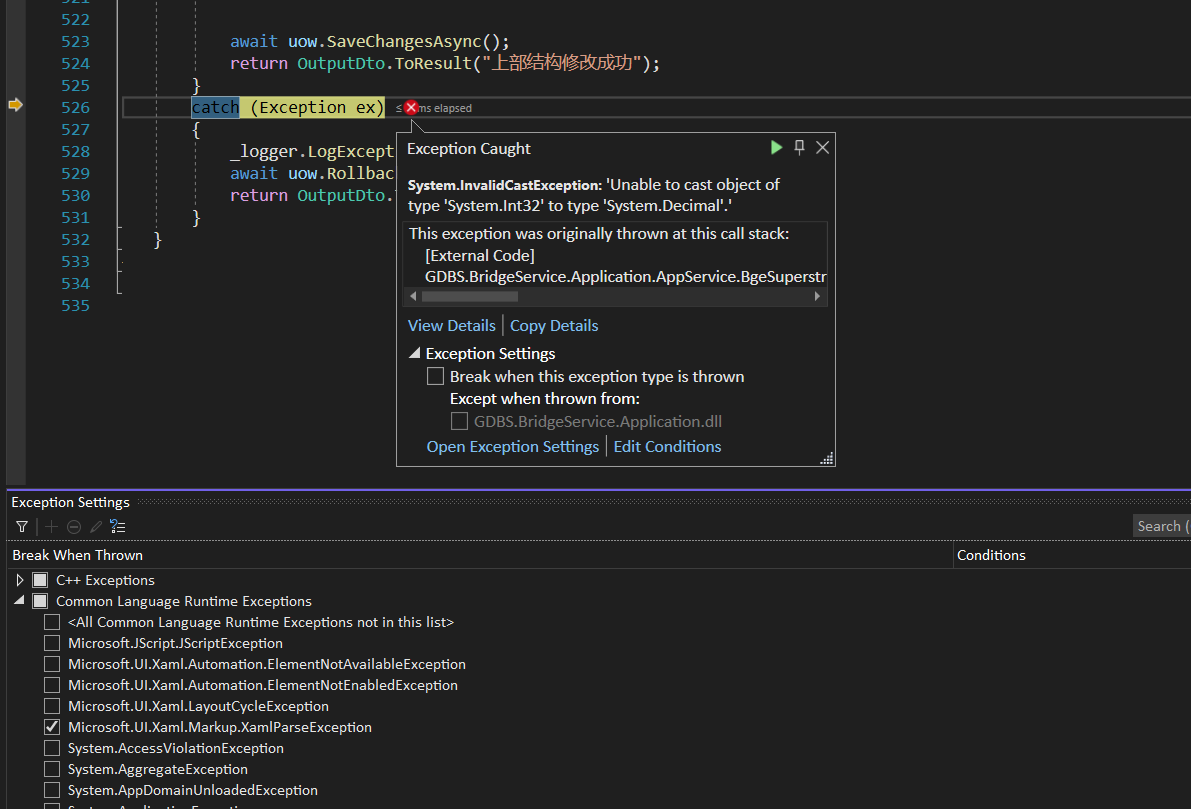 522
523 await uow.SaveChangesAsync();
524 return OutputDto.ToResult("上部结构修改成功");
525 }
526 catch (Exception ex) ≤ ms elapsed
527 {
528 _logger.LogExcept
529 await uow.Rollbac
530 return OutputDto.
531 }
532 }
533
534
535
Exception Caught
System.InvalidCastException: 'Unable to cast object of
type 'System.Int32' to type 'System.Decimal'.'
This exception was originally thrown at this call stack:
[External Code]
GDBS.BridgeService.Application.AppService.BgeSuperstr
View Details Copy Details
Exception Settings
Break when this exception type is thrown
Except when thrown from:
GDBS.BridgeService.Application.dll
Open Exception Settings Edit Conditions
Exception Settings
Search (
Break When Thrown Conditions
C++ Exceptions
Common Language Runtime Exceptions
<All Common Language Runtime Exceptions not in this list>
Microsoft.JScript.JScriptException
Microsoft.UI.Xaml.Automation.ElementNotAvailableException
Microsoft.UI.Xaml.Automation.ElementNotEnabledException
Microsoft.UI.Xaml.LayoutCycleException
Microsoft.UI.Xaml.Markup.XamlParseException
System.AccessViolationException
System.AggregateException
System.AppDomainUnloadedException